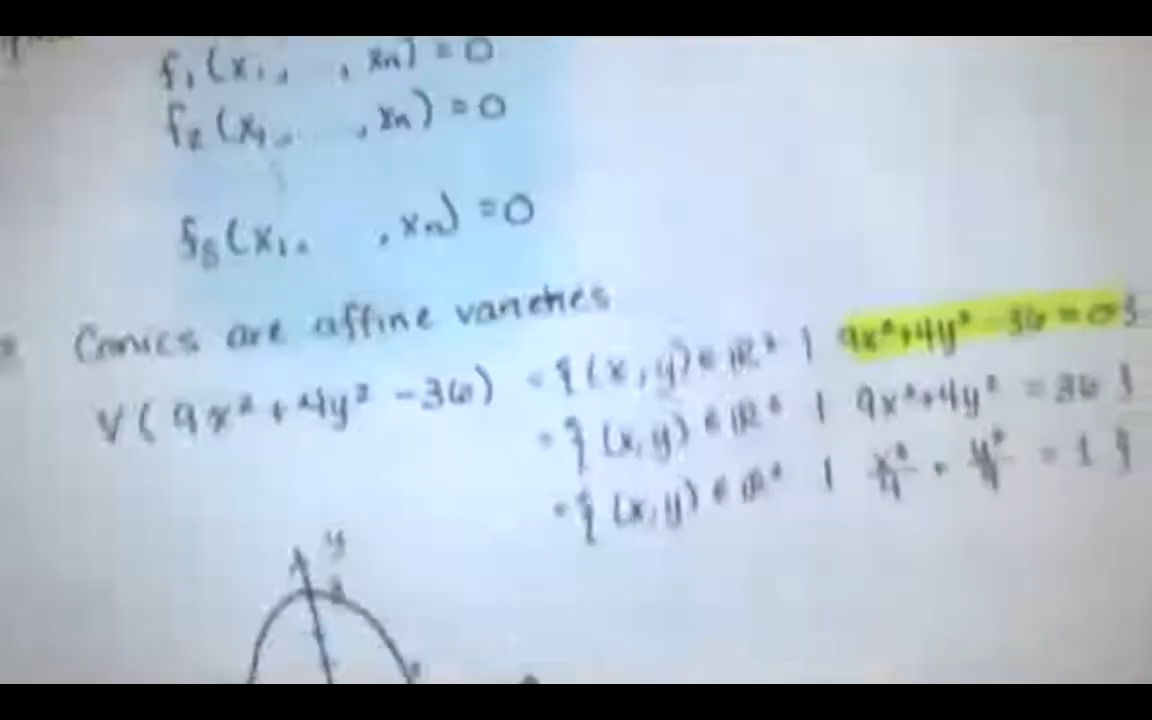 f₁(x₁, , xₙ) = 0
f₂(x₁, . . . , xₙ) = 0
f₈(x₁, , xₙ) = 0
Conics are affine varieties
V(9x² + 4y² - 36) = {(x,y) ∈ ℝ² | 9x²+4y² - 36 = 0}
= {(x,y) ∈ ℝ² | 9x²+4y² = 36}
= {(x,y) ∈ ℝ² | x²/4 + y²/9 = 1}
y